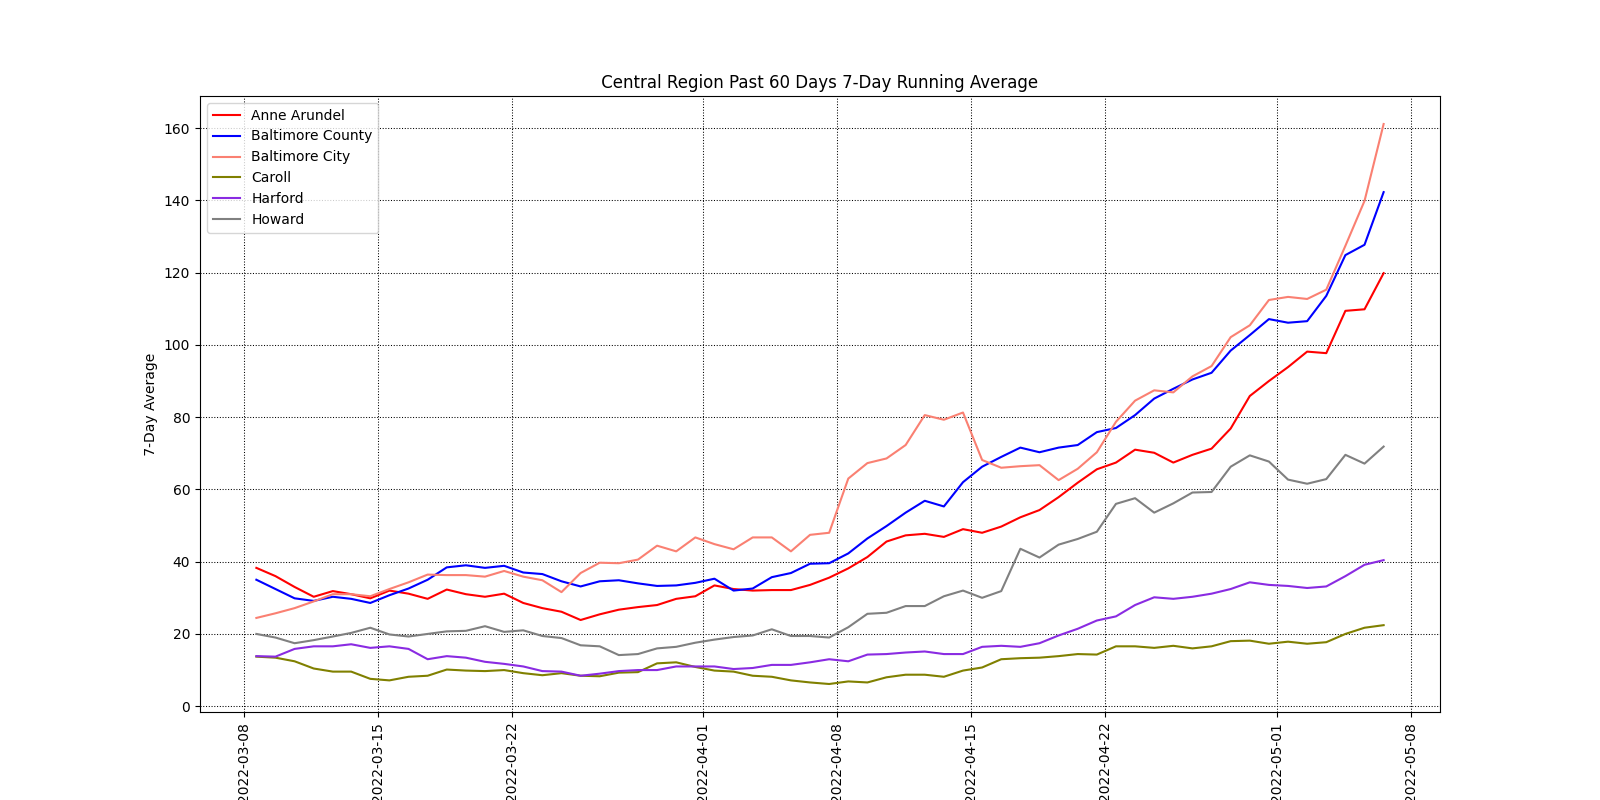 Central Region Past 60 Days 7-Day Running Average
Anne Arundel
Baltimore County
Baltimore City
Caroll
Harford
Howard
7-Day Average
160
140
120
100
80
60
40
20
0
2022-03-08
2022-03-15
2022-03-22
2022-04-01
2022-04-08
2022-04-15
2022-04-22
2022-05-01
2022-05-08